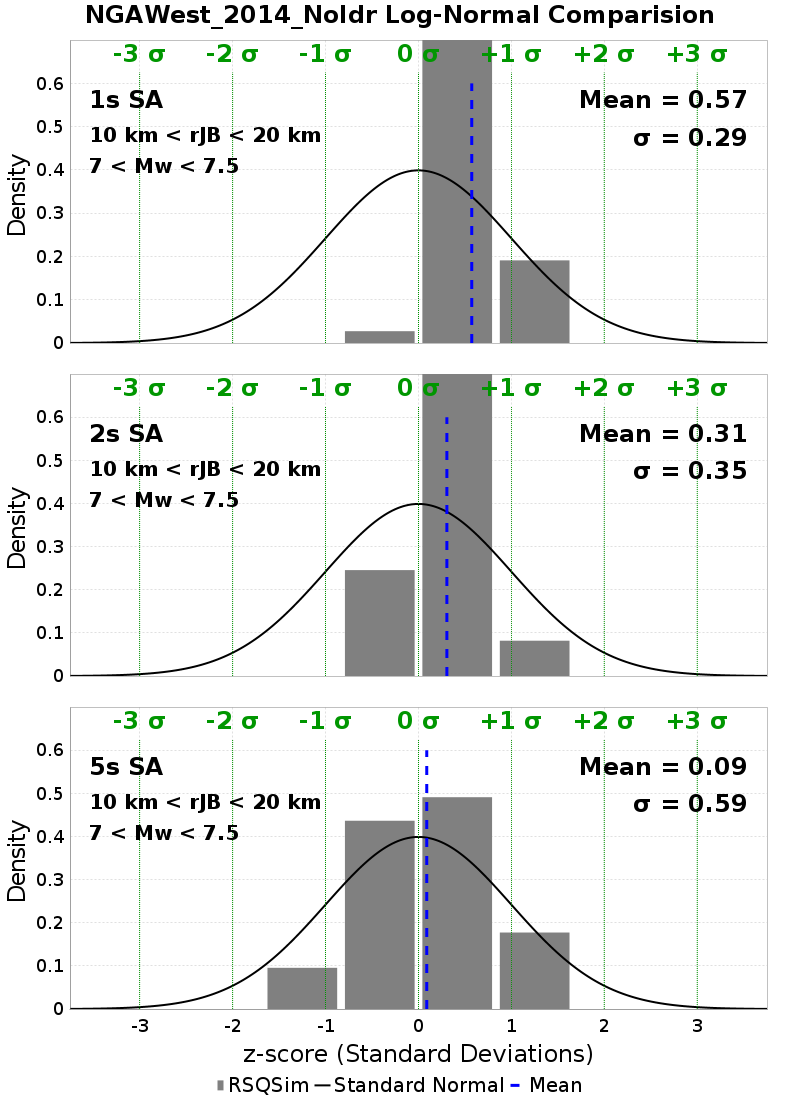 NGAWest_2014_NoIdr Log-Normal Comparision
-3 σ -2 σ -1 σ 0 σ +1 σ +2 σ +3 σ
1s SA
10 km < rJB < 20 km
7 < Mw < 7.5
Mean = 0.57
σ = 0.29
Density
0.6
0.5
0.4
0.3
0.2
0.1
0
-3 σ -2 σ -1 σ 0 σ +1 σ +2 σ +3 σ
2s SA
10 km < rJB < 20 km
7 < Mw < 7.5
Mean = 0.31
σ = 0.35
Density
0.6
0.5
0.4
0.3
0.2
0.1
0
-3 σ -2 σ -1 σ 0 σ +1 σ +2 σ +3 σ
5s SA
10 km < rJB < 20 km
7 < Mw < 7.5
Mean = 0.09
σ = 0.59
Density
0.6
0.5
0.4
0.3
0.2
0.1
0
-3 -2 -1 0 1 2 3
z-score (Standard Deviations)
RSQSim Standard Normal Mean